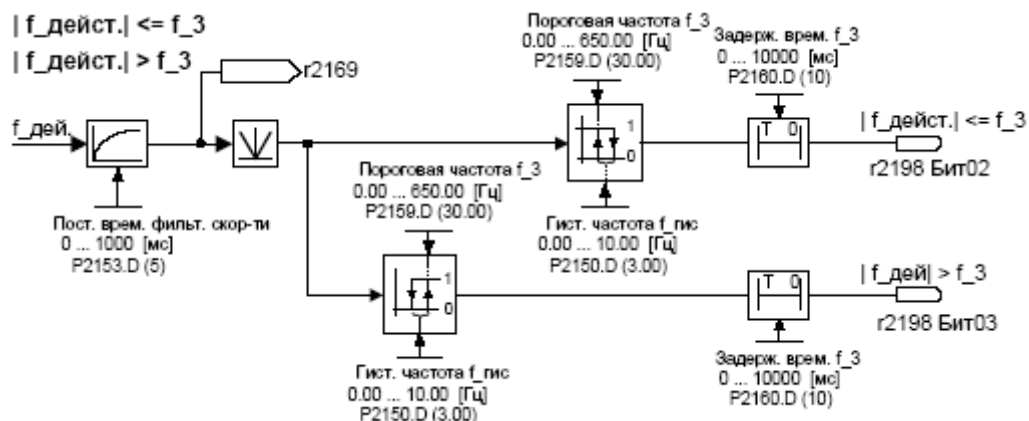 | f_дейст.| <= f_3
| f_дейст.| > f_3
r2169
f_дей.
Пост. врем. фильт. скор-ти
0 ... 1000 [мс]
P2153.D (5)
Пороговая частота f_3
0.00 ... 650.00 [Гц]
P2159.D (30.00)
1
0
Гист. частота f_гис
0.00 ... 10.00 [Гц]
P2150.D (3.00)
Задерж. врем. f_3
0 ... 10000 [мс]
P2160.D (10)
T 0
| f_дейст.| <= f_3
r2198 Бит02
Пороговая частота f_3
0.00 ... 650.00 [Гц]
P2159.D (30.00)
1
0
Гист. частота f_гис
0.00 ... 10.00 [Гц]
P2150.D (3.00)
T 0
Задерж. врем. f_3
0 ... 10000 [мс]
P2160.D (10)
| f_дей| > f_3
r2198 Бит03